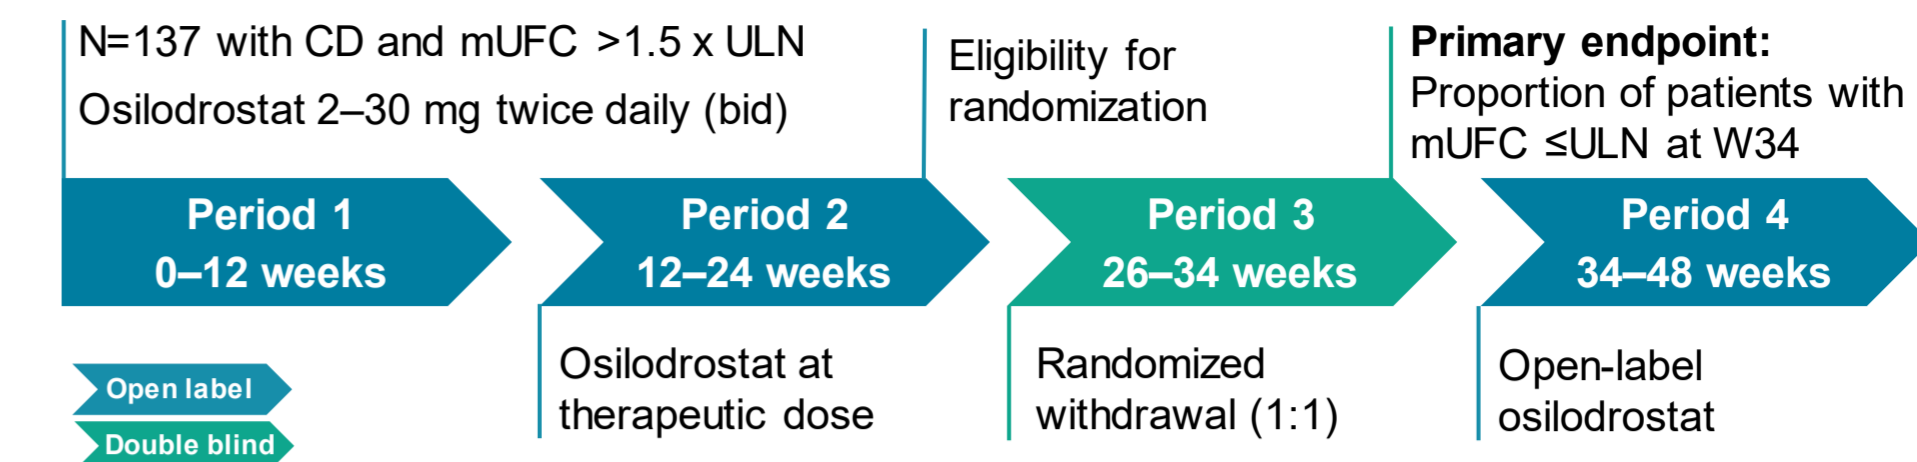 N=137 with CD and mUFC >1.5 x ULN
Osilodrostat 2–30 mg twice daily (bid)
Eligibility for
randomization
Primary endpoint:
Proportion of patients with
mUFC ≤ULN at W34
Period 1
0–12 weeks
Period 2
12–24 weeks
Period 3
26–34 weeks
Period 4
34–48 weeks
Osilodrostat at
therapeutic dose
Randomized
withdrawal (1:1)
Open-label
osilodrostat
Open label
Double blind